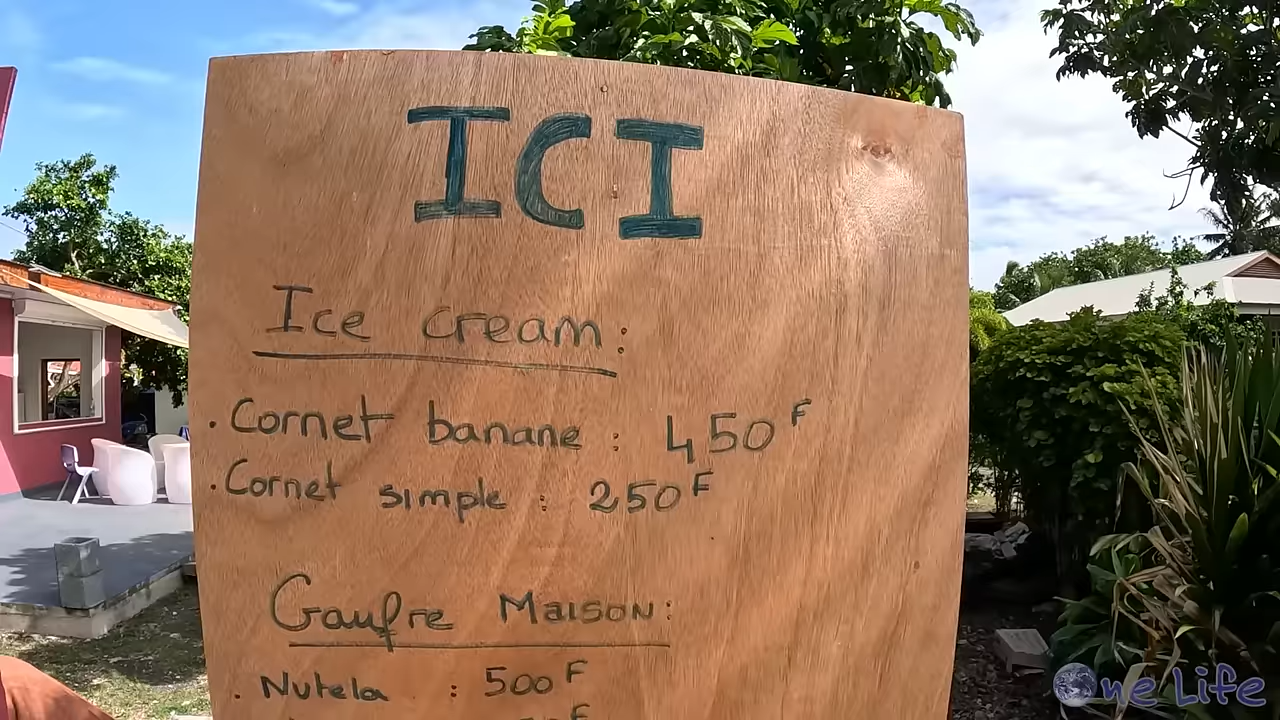 ICI
Ice cream:
. Cornet banane : 450F
. Cornet simple : 250F
Gaufre Maison:
. Nutela : 500F
One Life